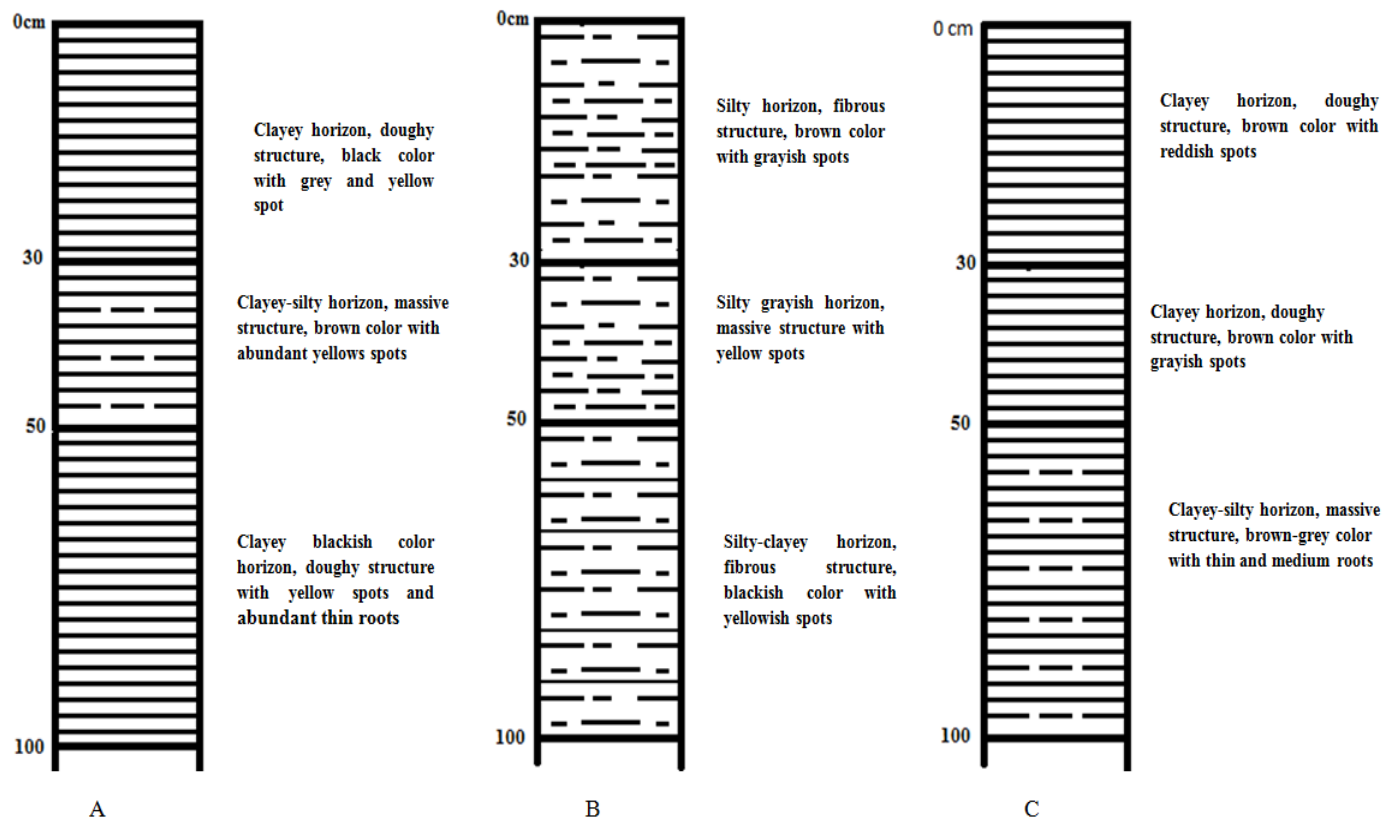 0cm
Clayey horizon, doughy
structure, black color
with grey and yellow
spot
30
Clayey-silty horizon, massive
structure, brown color with
abundant yellows spots
50
Clayey blackish color
horizon, doughy structure
with yellow spots and
abundant thin roots
100
A
0cm
Silty horizon, fibrous
structure, brown color
with grayish spots
30
Silty grayish horizon,
massive structure with
yellow spots
50
Silty-clayey horizon,
fibrous structure,
blackish color with
yellowish spots
100
B
0 cm
Clayey horizon, doughy
structure, brown color with
reddish spots
30
Clayey horizon, doughy
structure, brown color with
grayish spots
50
Clayey-silty horizon, massive
structure, brown-grey color
with thin and medium roots
100
C